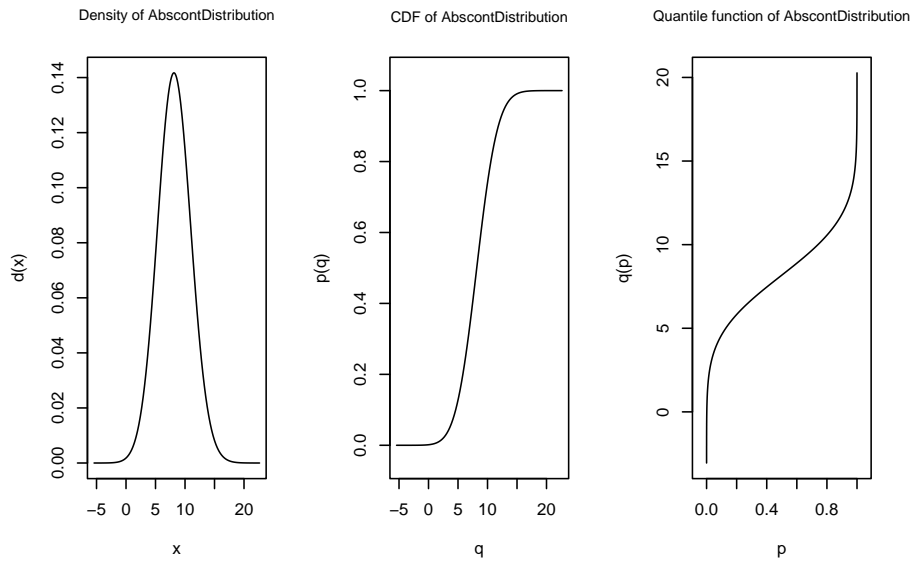 Density of AbscontDistribution
CDF of AbscontDistribution
Quantile function of AbscontDistribution
d(x)
0.00
0.02
0.04
0.06
0.08
0.10
0.12
0.14
−5 0 5 10 20
x
p(q)
0.0
0.2
0.4
0.6
0.8
1.0
−5 0 5 10 20
q
q(p)
0
5
10
15
20
0.0 0.4 0.8
p